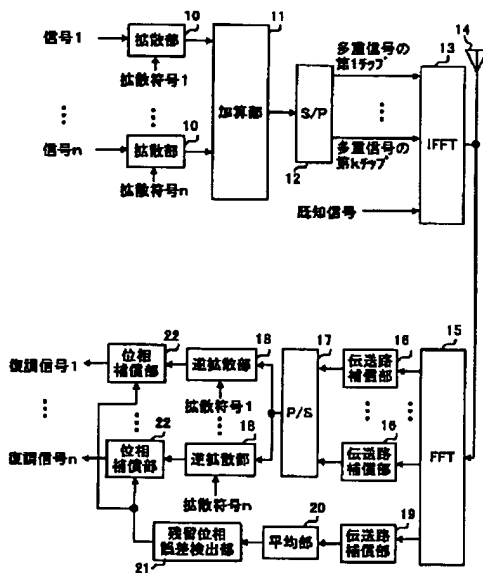 信号1
10
拡散部
拡散符号1
信号n
10
拡散部
拡散符号n
11
加算部
S/P
12
多重信号の
第1チップ
多重信号の
第kチップ
既知信号
13
IFFT
14
復調信号1
22
位相
補償部
18
逆拡散部
拡散符号1
17
P/S
16
伝送路
補償部
15
FFT
復調信号n
22
位相
補償部
18
逆拡散部
拡散符号n
16
伝送路
補償部
残留位相
誤差検出部
21
20
平均部
19
伝送路
補償部